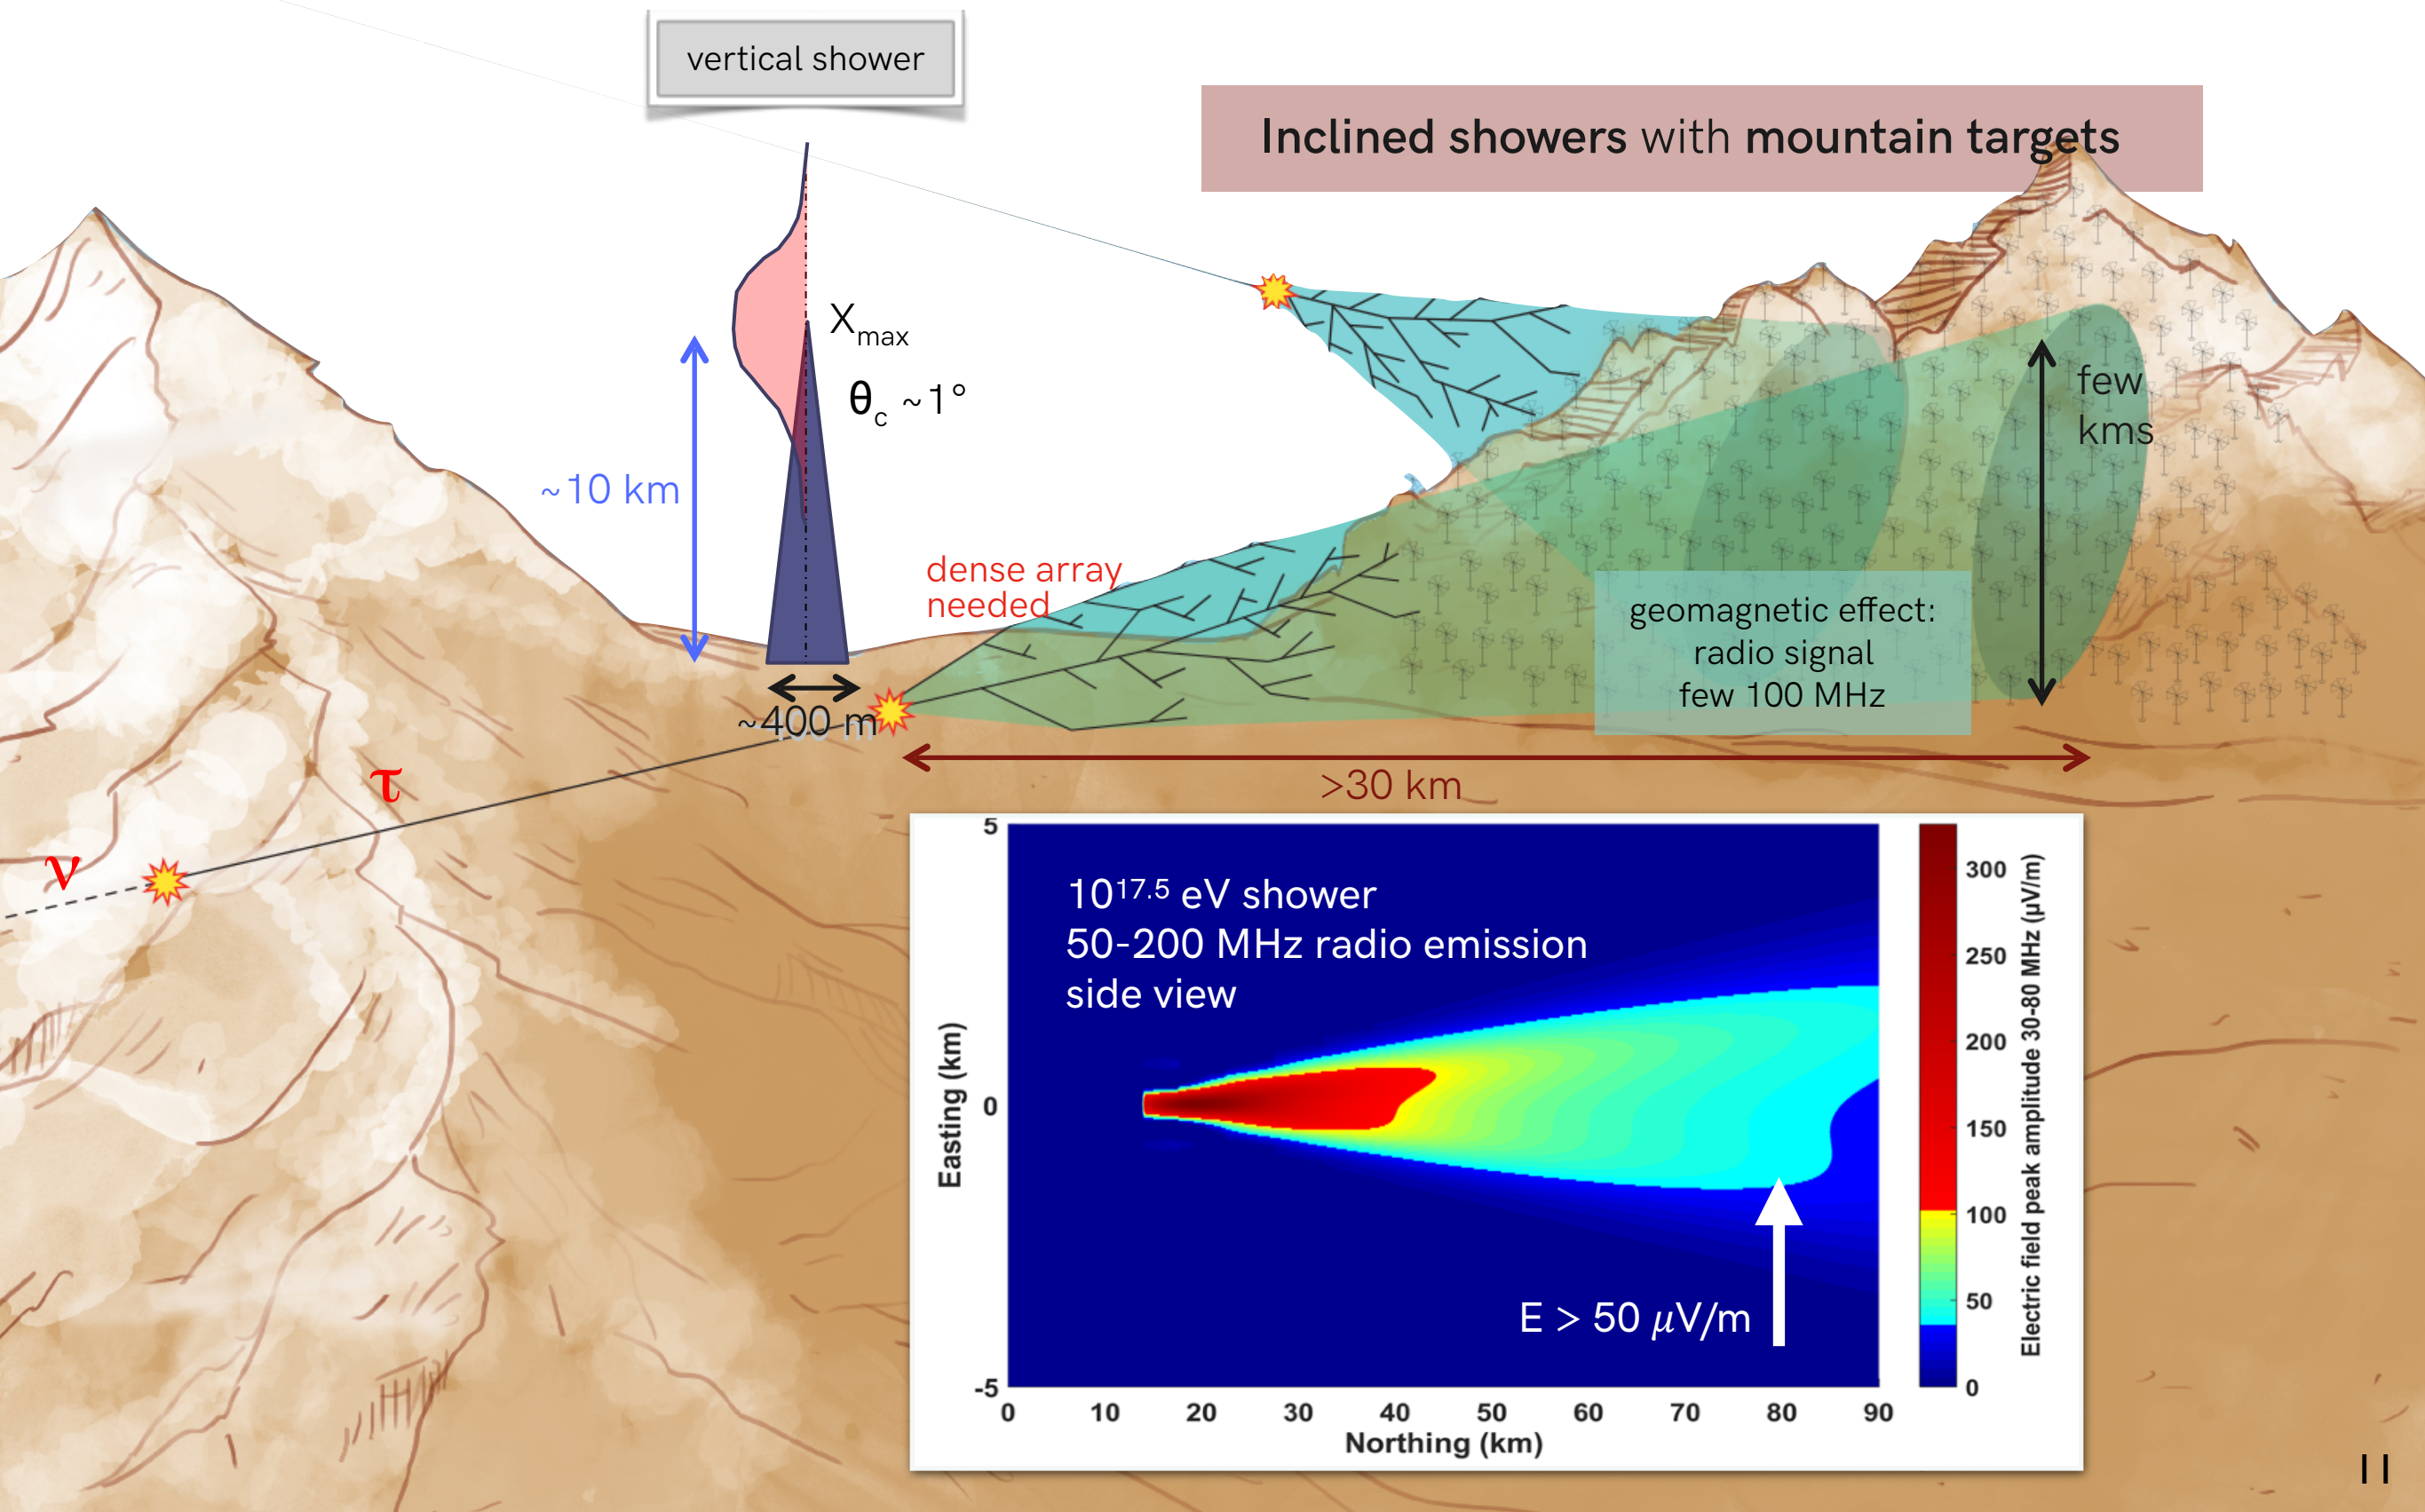 vertical shower
Inclined showers with mountain targets
X_max
θ_c ~1°
~10 km
few
kms
dense array
needed
geomagnetic effect:
radio signal
few 100 MHz
~400 m
>30 km
τ
ν
10^17.5 eV shower
50-200 MHz radio emission
side view
E > 50 μV/m
5
0
-5
Easting (km)
0 10 20 30 40 50 60 70 80 90
Northing (km)
300
250
200
150
100
50
0
Electric field peak amplitude 30-80 MHz (μV/m)
11